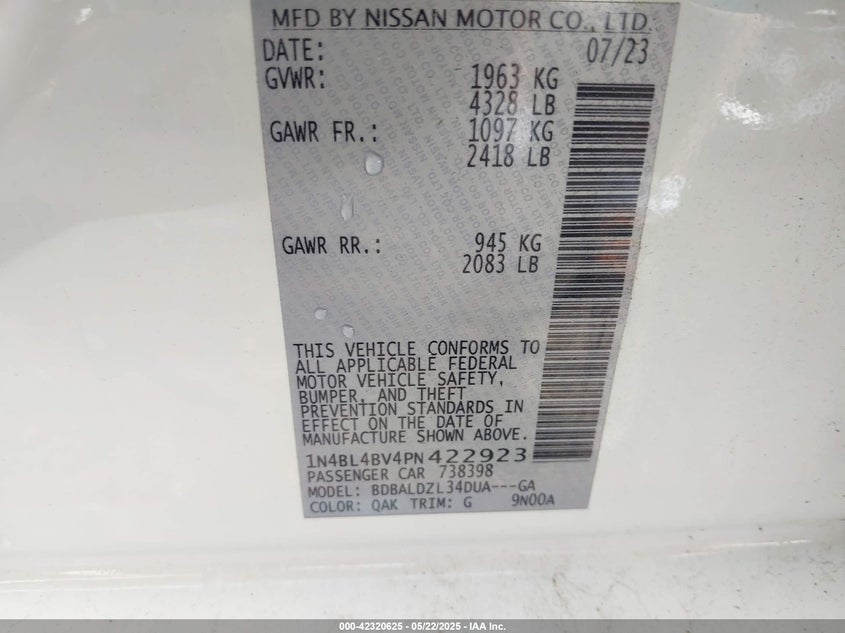 MFD BY NISSAN MOTOR CO., LTD.
DATE: 07/23
GVWR: 1963 KG
4328 LB
GAWR FR.: 1097 KG
2418 LB
GAWR RR.: 945 KG
2083 LB
THIS VEHICLE CONFORMS TO
ALL APPLICABLE FEDERAL
MOTOR VEHICLE SAFETY,
BUMPER, AND THEFT
PREVENTION STANDARDS IN
EFFECT ON THE DATE OF
MANUFACTURE SHOWN ABOVE.
1N4BL4BV4PN422923
PASSENGER CAR 738398
MODEL: BDBALDZL34DUA---GA
COLOR: QAK TRIM: G 9N00A
000-42320625 - 05/22/2025 - IAA Inc.